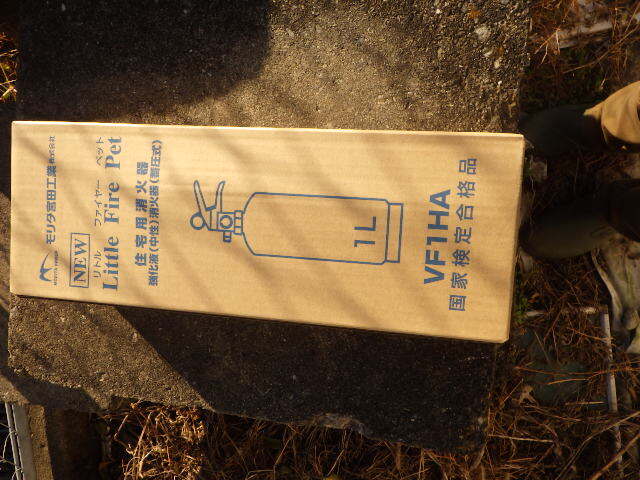 モリタ宮田工業株式会社
NEW
リトル ファイヤー ペット
Little Fire Pet
住宅用消火器
強化液(中性)消火器(蓄圧式)
1L
VF1HA
国家検定合格品